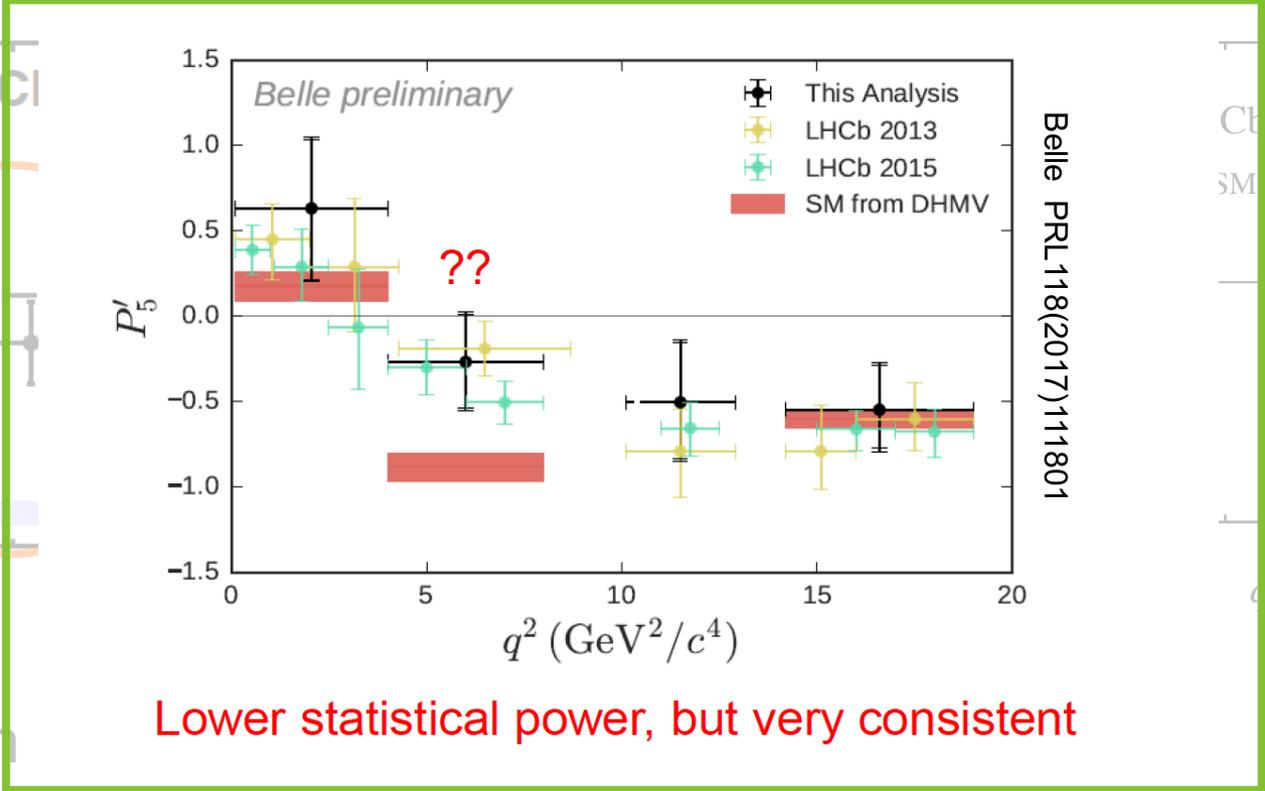 Belle preliminary
This Analysis
LHCb 2013
LHCb 2015
SM from DHMV
??
1.5
1.0
0.5
0.0
−0.5
−1.0
−1.5
P′₅
0 5 10 15 20
q² (GeV²/c⁴)
Belle PRL118(2017)111801
Lower statistical power, but very consistent
Cb
SM